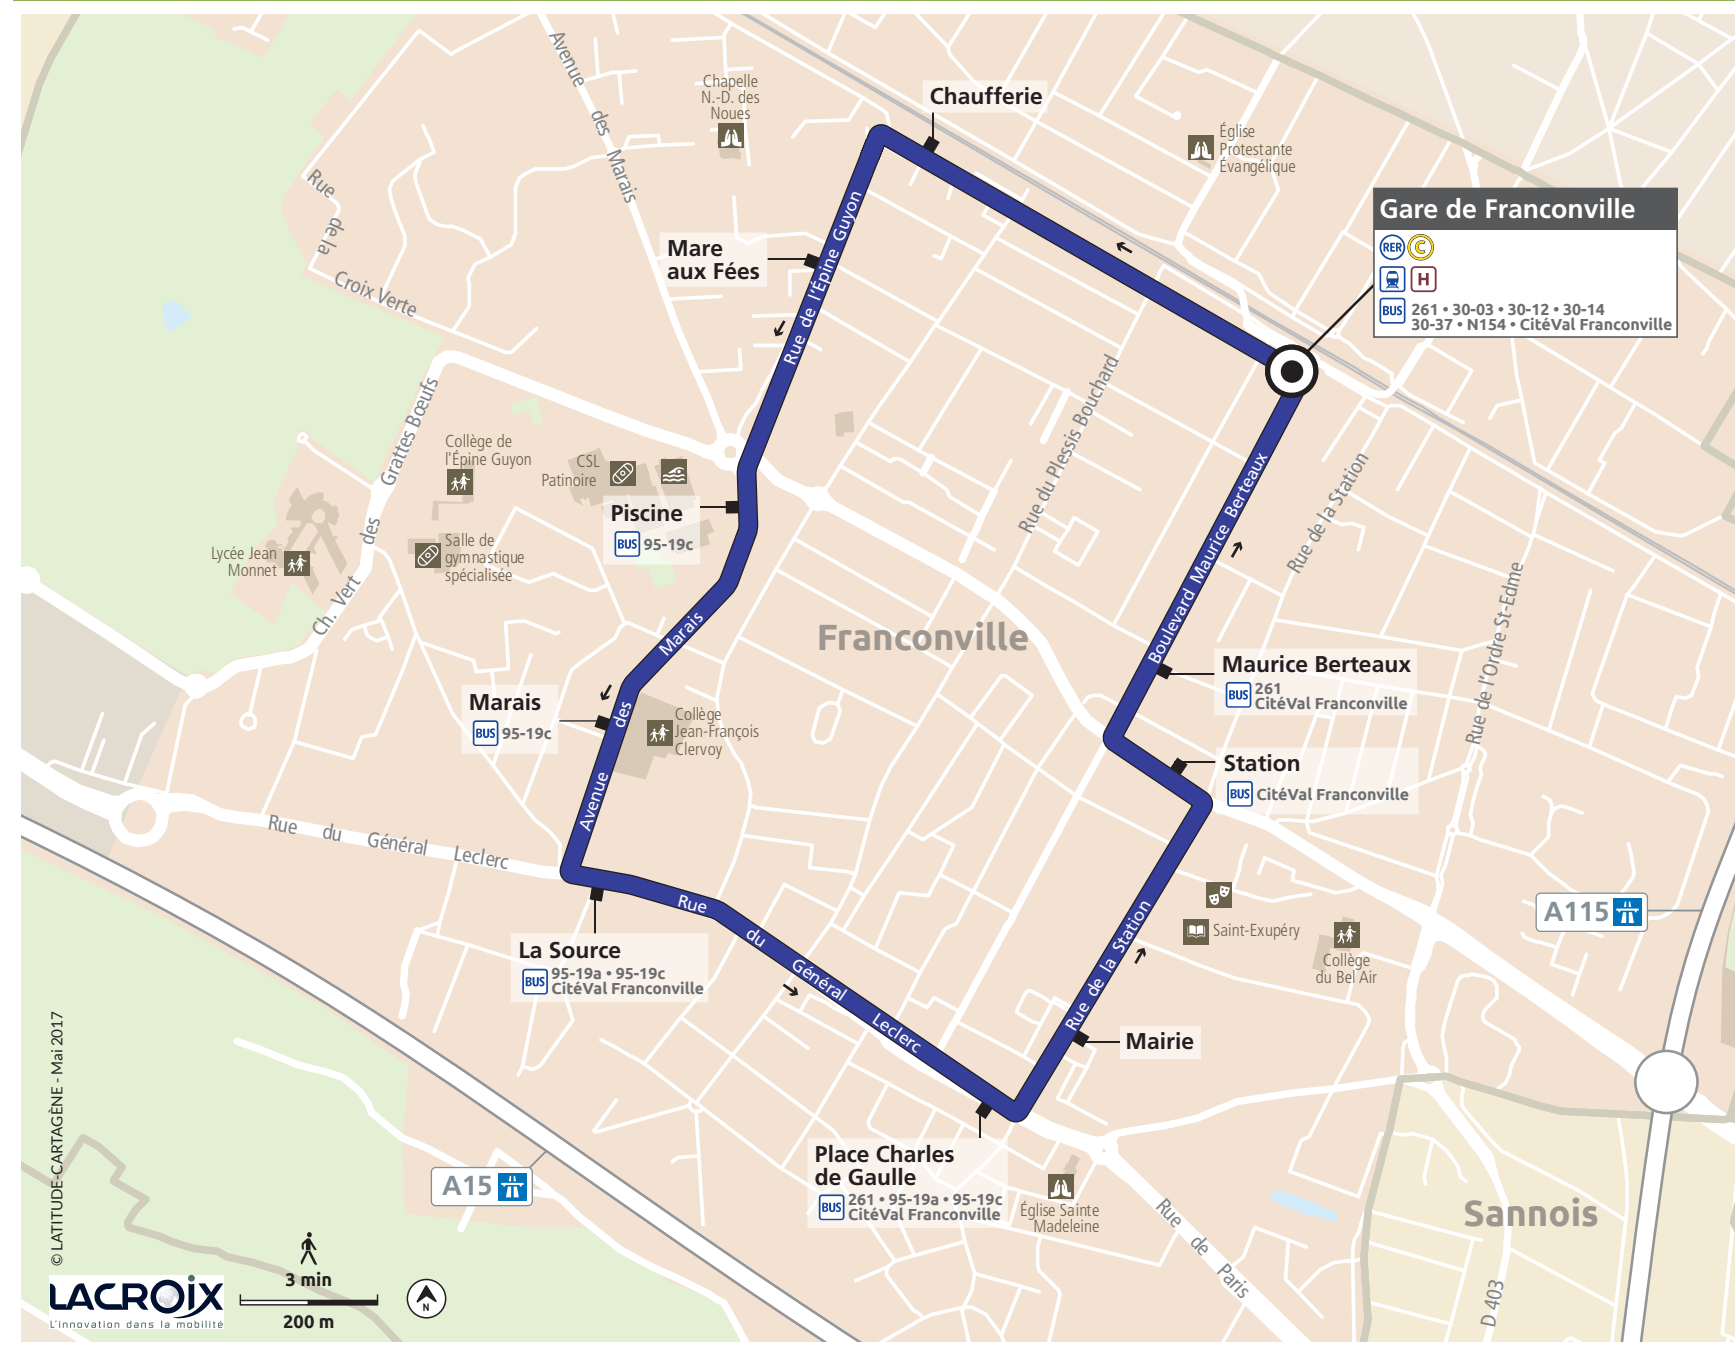 Avenue des Marais
Chapelle
N.-D. des
Noues
Chaufferie
Église
Protestante
Évangélique
Rue de la
Croix Verte
Gare de Franconville
RER C
H
BUS 261 • 30-03 • 30-12 • 30-14
30-37 • N154 • CitéVal Franconville
Mare
aux Fées
Rue de l'Épine Guyon
Rue du Plessis Bouchard
Boulevard Maurice Berteaux
Rue de la Station
Rue de l'Ordre St-Edme
Ch. Vert des Grattes Bœufs
Collège de
l'Épine Guyon
CSL
Patinoire
Piscine
BUS 95-19c
Lycée Jean
Monnet
Salle de
gymnastique
spécialisée
Franconville
Avenue des Marais
Marais
BUS 95-19c
Collège
Jean-François
Clervoy
Maurice Berteaux
BUS 261
CitéVal Franconville
Station
BUS CitéVal Franconville
Rue du Général Leclerc
Rue du Général Leclerc
La Source
BUS 95-19a • 95-19c
CitéVal Franconville
Saint-Exupéry
Collège
du Bel Air
A115
Rue de la Station
Mairie
Place Charles
de Gaulle
BUS 261 • 95-19a • 95-19c
CitéVal Franconville
Église Sainte
Madeleine
Rue de Paris
Sannois
D 403
A15
© LATITUDE-CARTAGÈNE - Mai 2017
LACROIX
L'innovation dans la mobilité
3 min
200 m
N